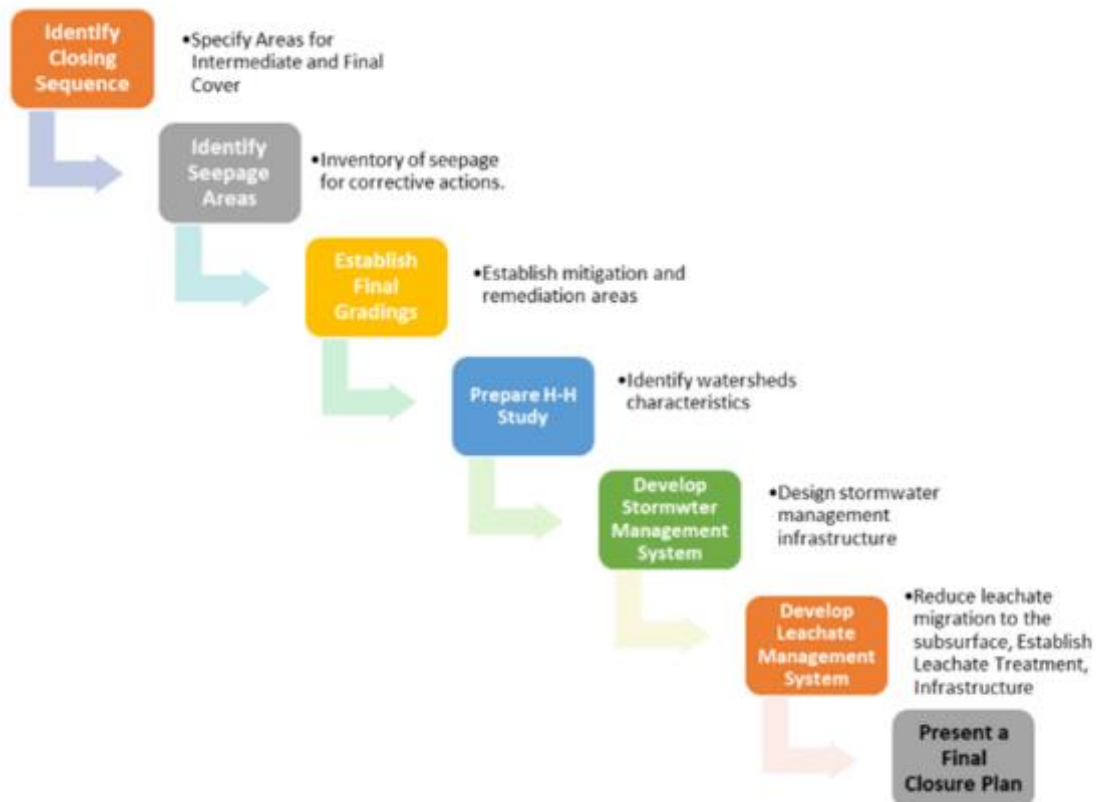 Identify
Closing
Sequence
•Specify Areas for
Intermediate and Final
Cover
Identify
Seepage
Areas
•Inventory of seepage
for corrective actions.
Establish
Final
Gradings
•Establish mitigation and
remediation areas
Prepare H-H
Study
•Identify watersheds
characteristics
Develop
Stormwter
Management
System
•Design stormwater
management
infrastructure
Develop
Leachate
Management
System
•Reduce leachate
migration to the
subsurface, Establish
Leachate Treatment,
Infrastructure
Present a
Final
Closure Plan